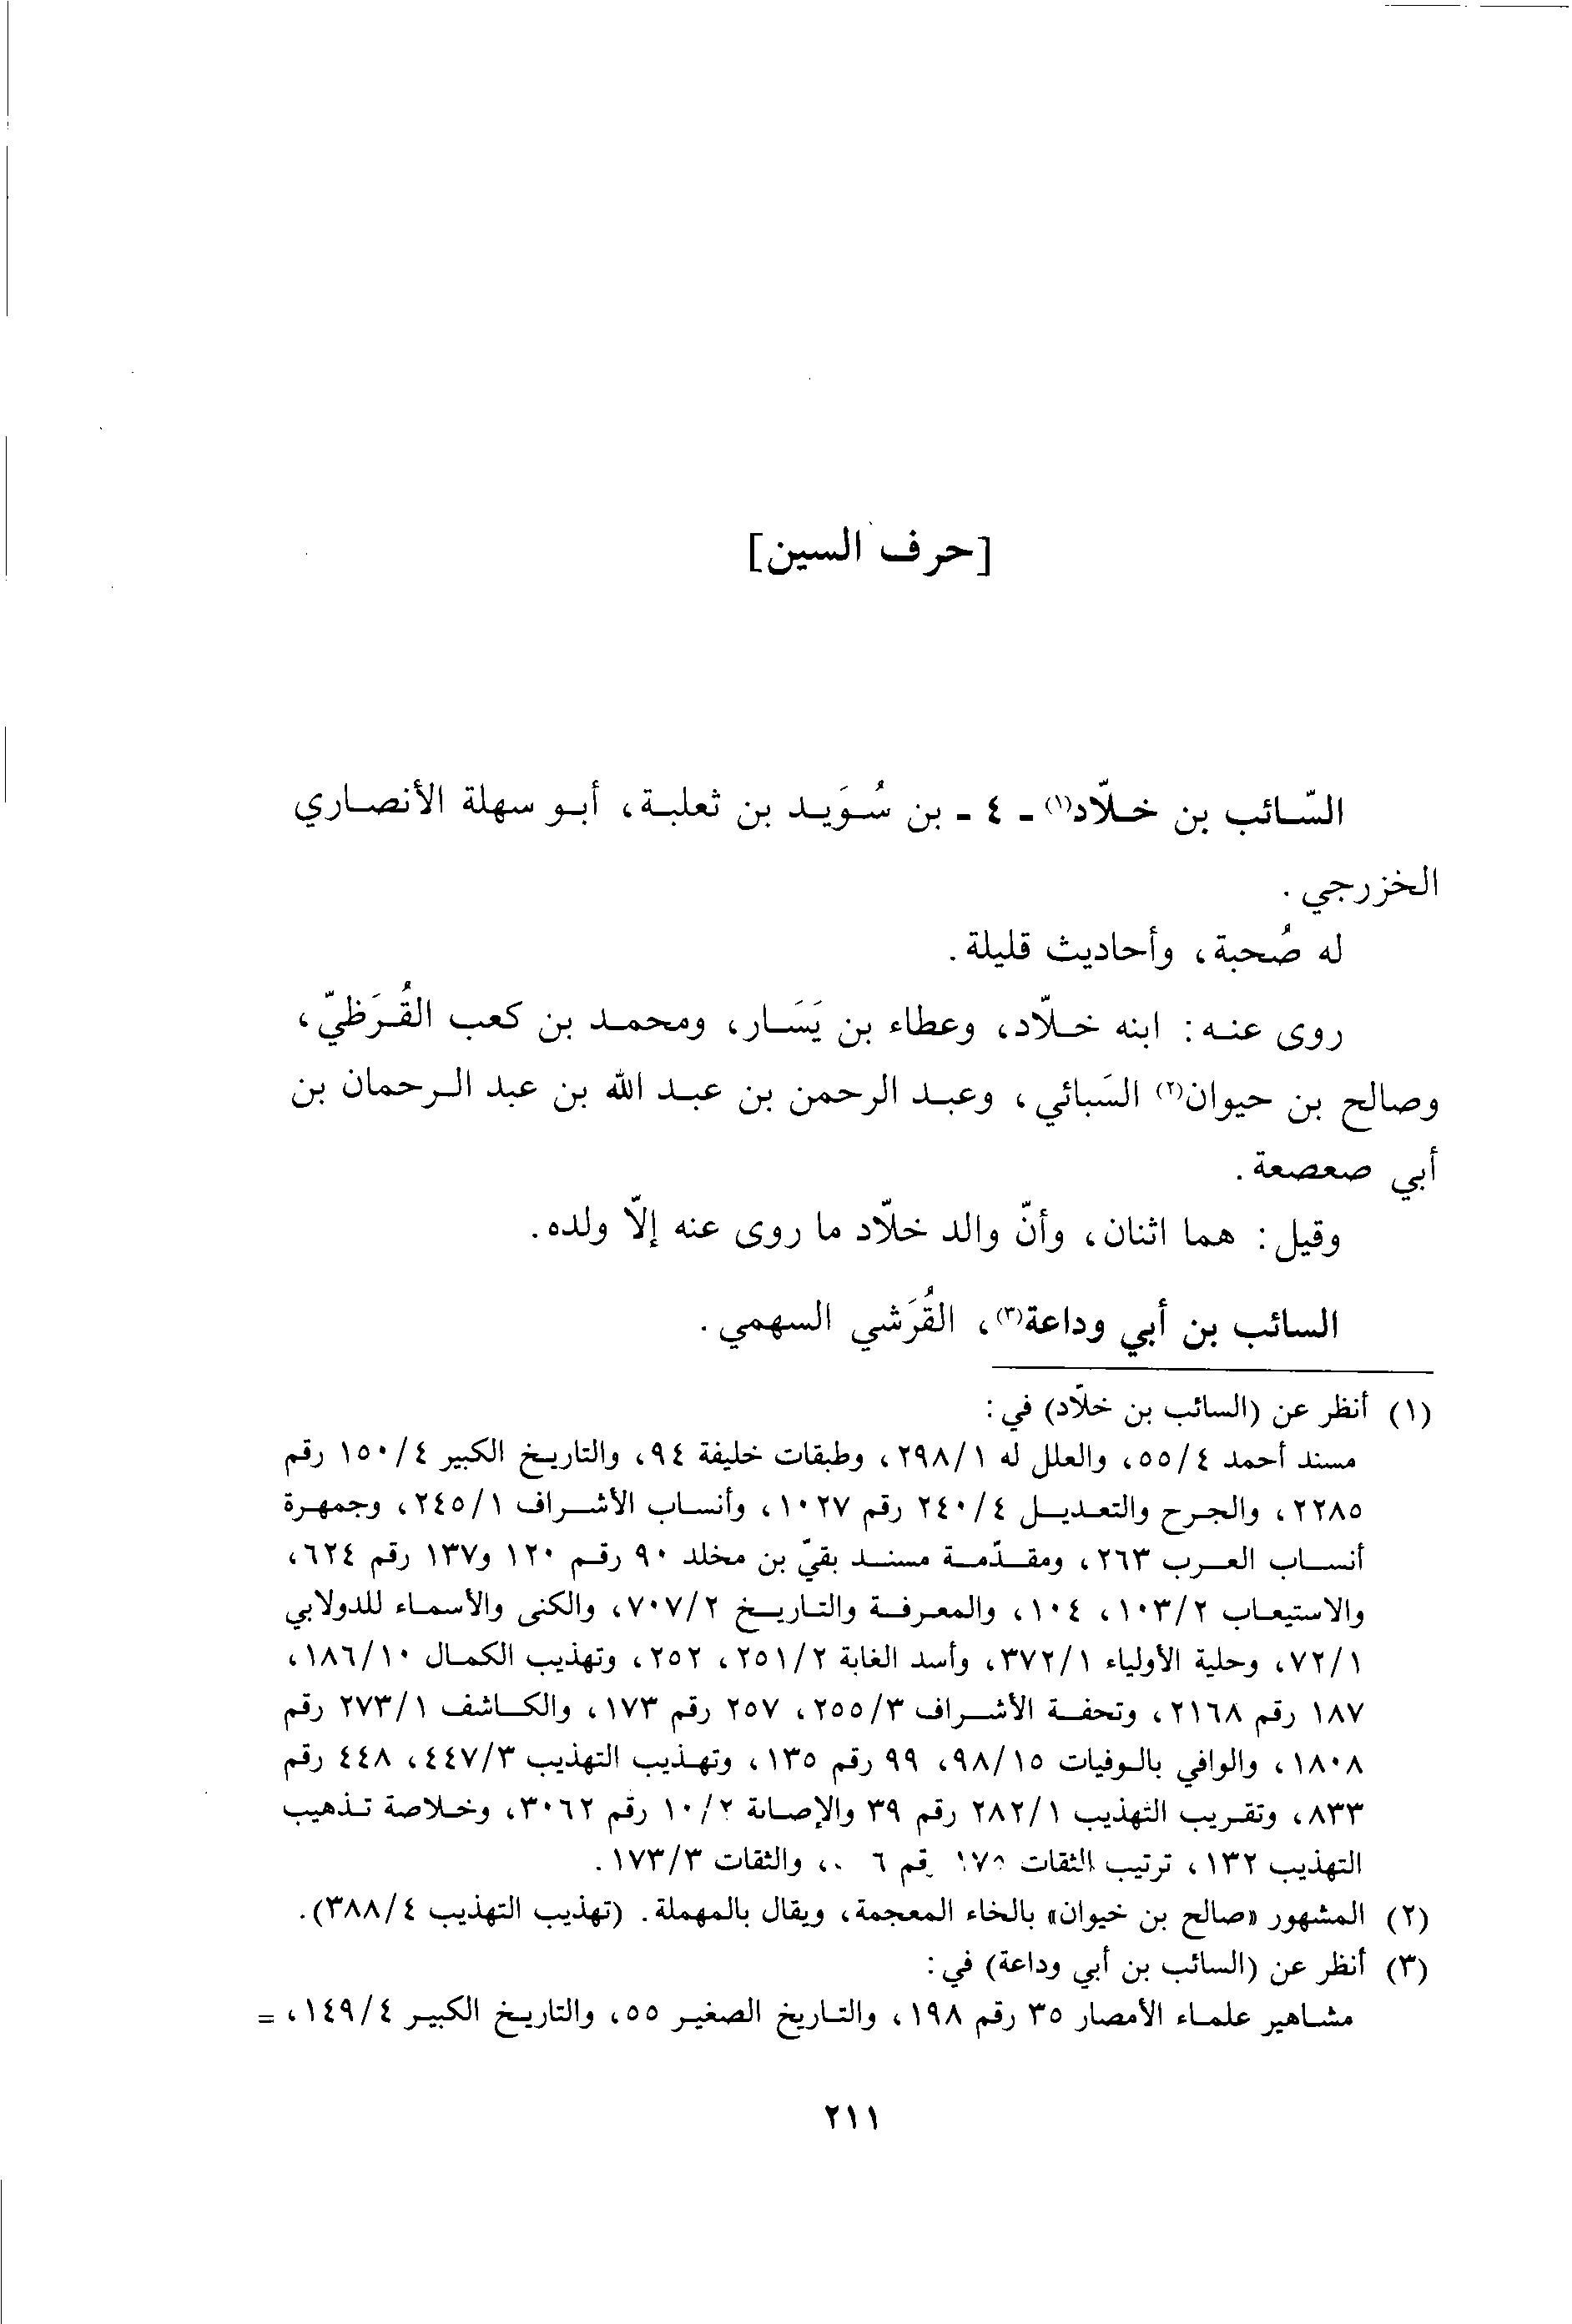 [حرف السين]
السّائب بن خلّاد(١) - ٤ - بن سُوَيد بن ثعلبة، أبو سهلة الأنصاري
الخزرجي.
له صُحبة، وأحاديث قليلة.
روى عنه: ابنه خلّاد، وعطاء بن يَسَار، ومحمد بن كعب القُرَظيّ،
وصالح بن حيوان(٢) السَبائي، وعبد الرحمن بن عبد الله بن عبد الرحمان بن
أبي صعصعة.
وقيل: هما اثنان، وأنّ والد خلّاد ما روى عنه إلّا ولده.
السائب بن أبي وداعة(٣)، القُرَشي السهمي.
(١) أنظر عن (السائب بن خلّاد) في:
مسند أحمد ٤/٥٥، والعلل له ١/٢٩٨، وطبقات خليفة ٩٤، والتاريخ الكبير ٤/١٥٠ رقم
٢٢٨٥، والجرح والتعديل ٤/٢٤٠ رقم ١٠٢٧، وأنساب الأشراف ١/٢٤٥، وجمهرة
أنساب العرب ٢٦٣، ومقدّمة مسند بقيّ بن مخلد ٩٠ رقم ١٢٠ و١٣٧ رقم ٦٢٤،
والاستيعاب ٢/١٠٣، ١٠٤، والمعرفة والتاريخ ٢/٧٠٧، والكنى والأسماء للدولابي
١/٧٢، وحلية الأولياء ١/٣٧٢، وأسد الغابة ٢/٢٥١، ٢٥٢، وتهذيب الكمال ١٠/١٨٦،
١٨٧ رقم ٢١٦٨، وتحفة الأشراف ٣/٢٥٥، ٢٥٧ رقم ١٧٣، والكاشف ١/٢٧٣ رقم
١٨٠٨، والوافي بالوفيات ١٥/٩٨، ٩٩ رقم ١٣٥، وتهذيب التهذيب ٣/٤٤٧، ٤٤٨ رقم
٨٣٣، وتقريب التهذيب ١/٢٨٢ رقم ٣٩ والإصابة ٢/١٠ رقم ٣٠٦٢، وخلاصة تذهيب
التهذيب ١٣٢، ترتيب الثقات والثقات ٣/١٧٣.
(٢) المشهور «صالح بن خيوان» بالخاء المعجمة، ويقال بالمهملة. (تهذيب التهذيب ٤/٣٨٨).
(٣) أنظر عن (السائب بن أبي وداعة) في:
مشاهير علماء الأمصار ٣٥ رقم ١٩٨، والتاريخ الصغير ٥٥، والتاريخ الكبير ٤/١٤٩، =
٢١١